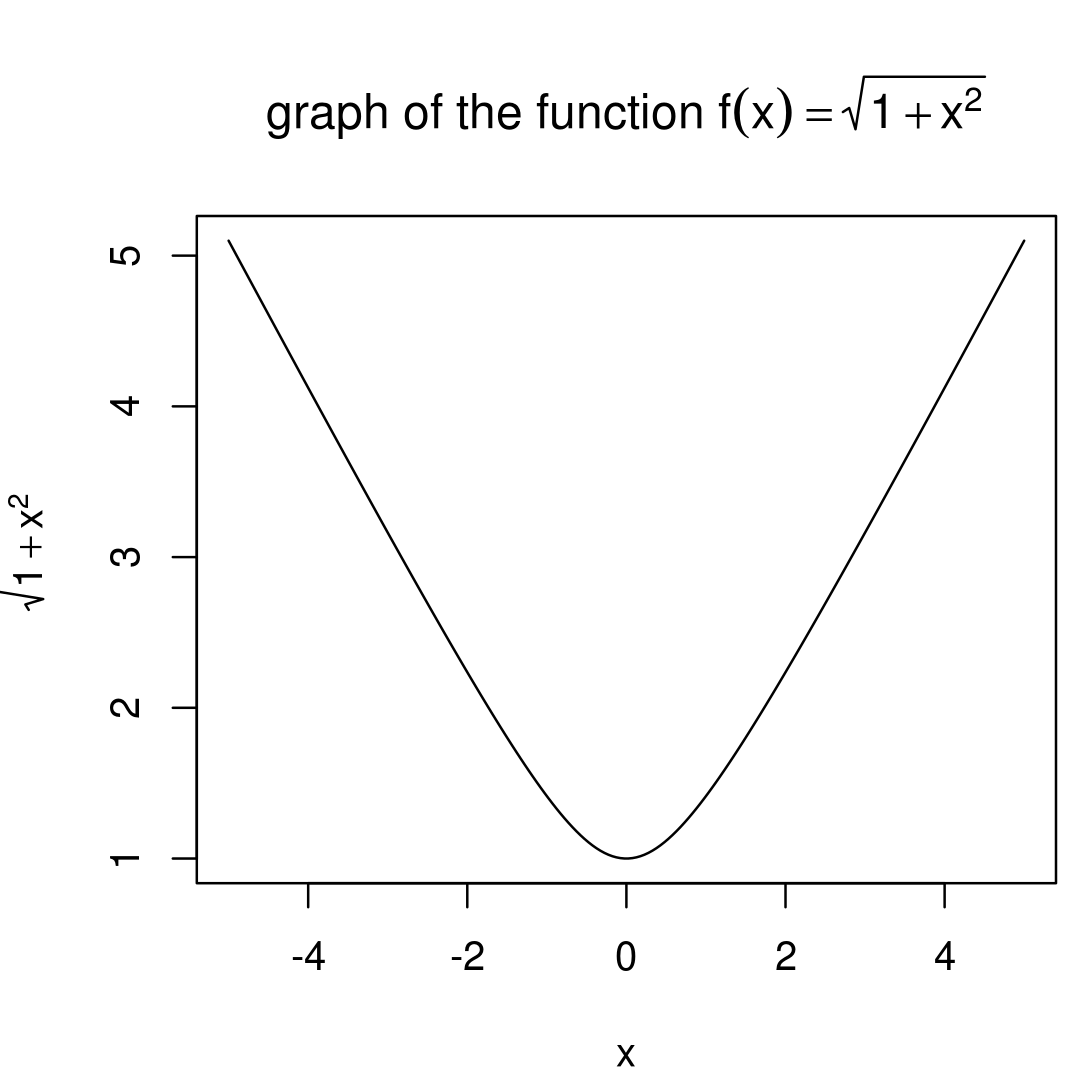 graph of the function f(x) = √1 + x²
√1 + x²
5
4
3
2
1
-4 -2 0 2 4
x